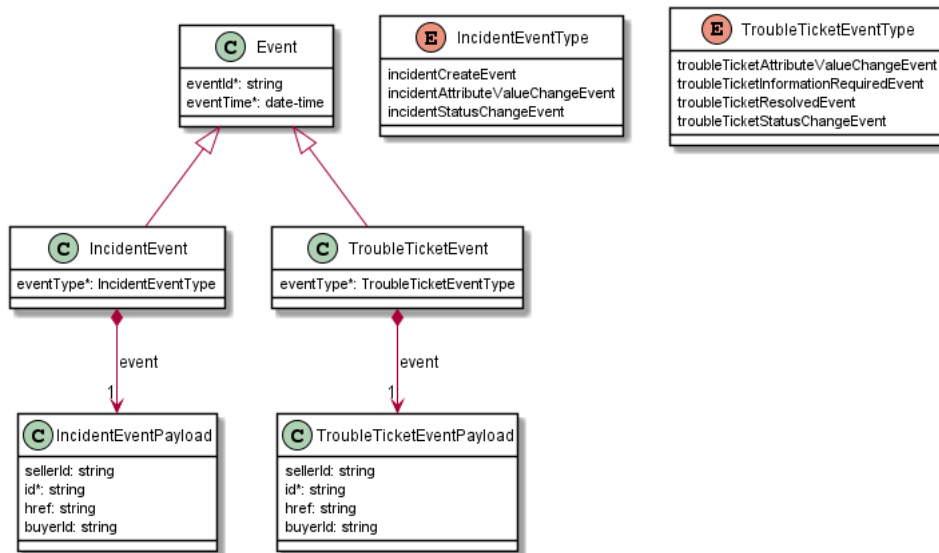 C Event
eventId*: string
eventTime*: date-time
E IncidentEventType
incidentCreateEvent
incidentAttributeValueChangeEvent
incidentStatusChangeEvent
E TroubleTicketEventType
troubleTicketAttributeValueChangeEvent
troubleTicketInformationRequiredEvent
troubleTicketResolvedEvent
troubleTicketStatusChangeEvent
C IncidentEvent
eventType*: IncidentEventType
C TroubleTicketEvent
eventType*: TroubleTicketEventType
event
1
event
1
C IncidentEventPayload
sellerId: string
id*: string
href: string
buyerId: string
C TroubleTicketEventPayload
sellerId: string
id*: string
href: string
buyerId: string